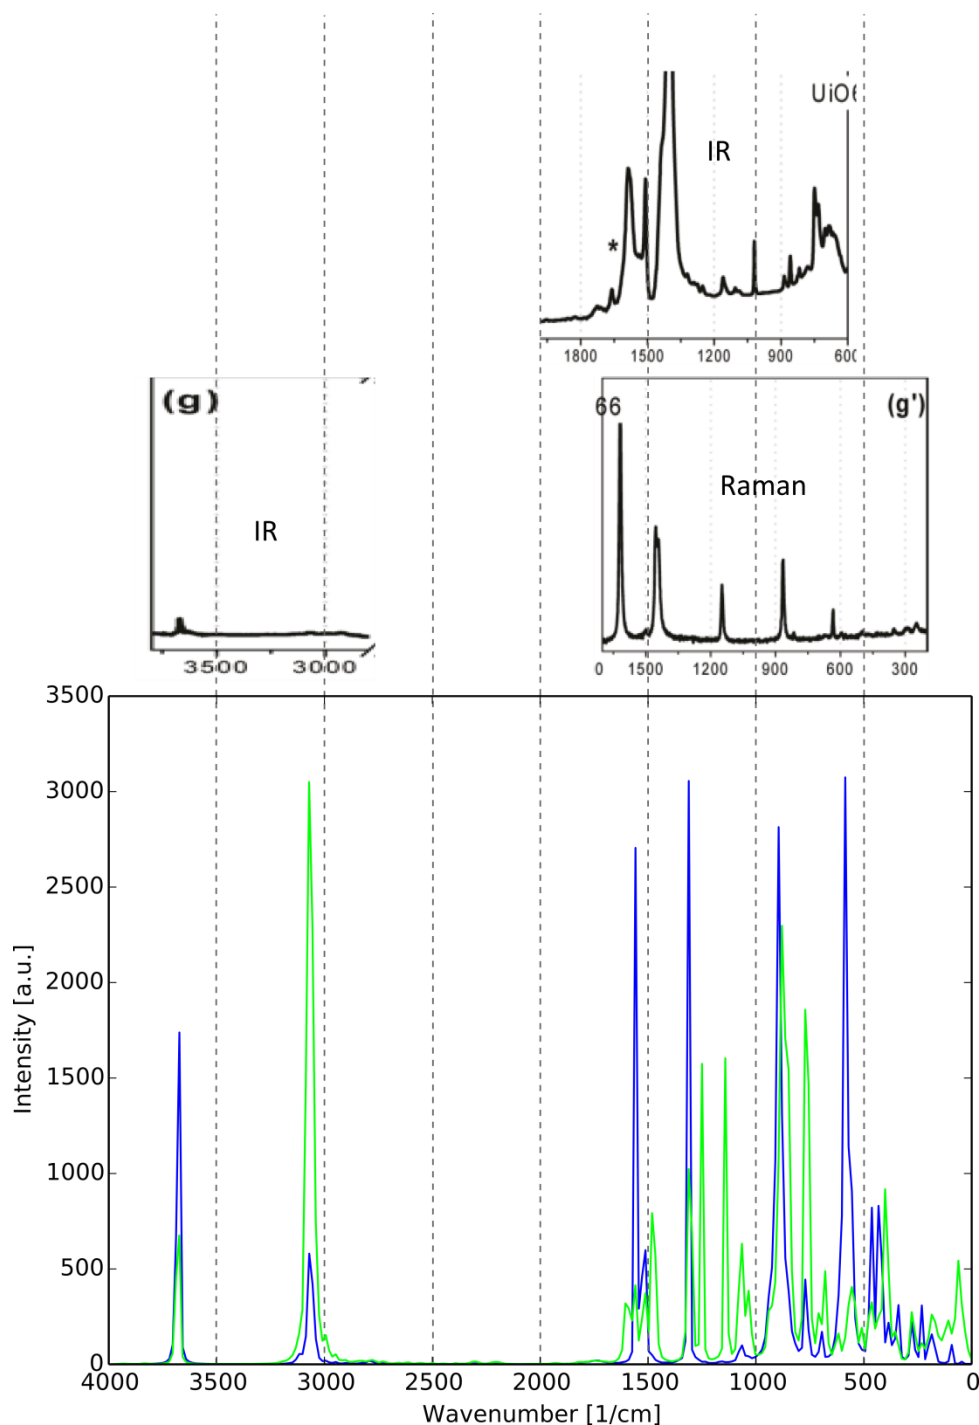 UiO6
IR
*
1800 1500 1200 900 600
(g)
IR
3500 3000
66
(g')
Raman
0 1500 1200 900 600 300
3500
3000
2500
2000
1500
1000
500
0
Intensity [a.u.]
4000 3500 3000 2500 2000 1500 1000 500 0
Wavenumber [1/cm]